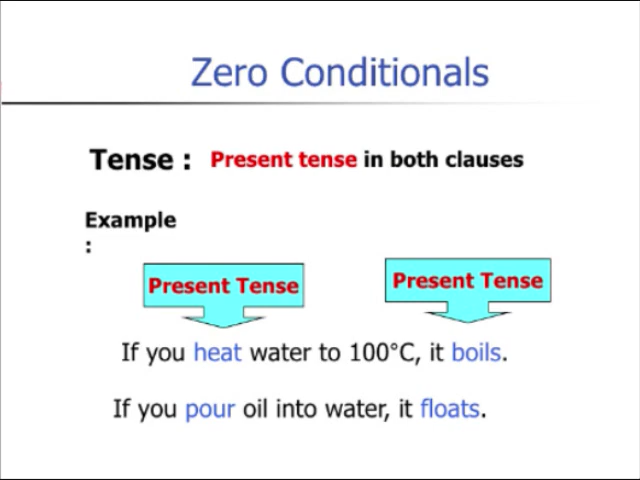 Zero Conditionals
Tense : Present tense in both clauses
Example
:
Present Tense Present Tense
If you heat water to 100°C, it boils.
If you pour oil into water, it floats.